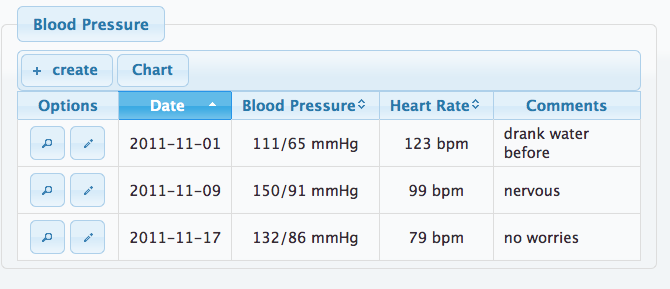 Blood Pressure
+ create Chart
Options Date Blood Pressure Heart Rate Comments
2011-11-01 111/65 mmHg 123 bpm drank water
before
2011-11-09 150/91 mmHg 99 bpm nervous
2011-11-17 132/86 mmHg 79 bpm no worries